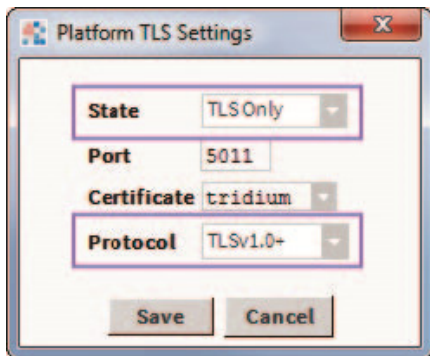 Platform TLS Settings
State TLS Only
Port 5011
Certificate tridium
Protocol TLSv1.0+
Save Cancel